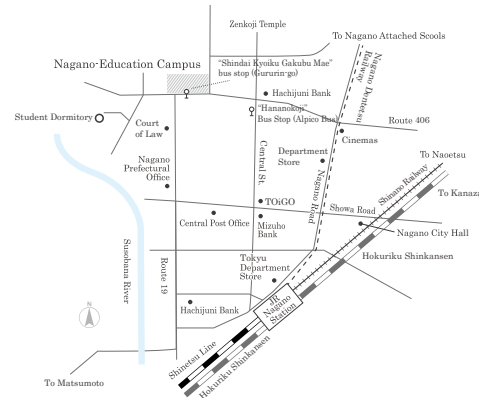 Zenkoji Temple
To Nagano Attached Scools
Nagano-Education Campus
"Shindai Kyoiku Gakubu Mae"
bus stop (Gururin-go)
Nagano Dentetsu
Railway
Hachijuni Bank
"Hananokoji"
Bus Stop (Alpico Bus)
Student Dormitory
Court
of Law
Route 406
Cinemas
Central St.
Department
Store
Nagano
Prefectural
Office
Nagano Road
To Naoetsu
Shinano Railway
To Kanaza
TOiGO
Showa Road
Central Post Office
Mizuho
Bank
Nagano City Hall
Hokuriku Shinkansen
Susohana River
Route 19
Tokyu
Department
Store
N
Hachijuni Bank
JR
Nagano
Station
Shinetsu Line
Hokuriku Shinkansen
To Matsumoto